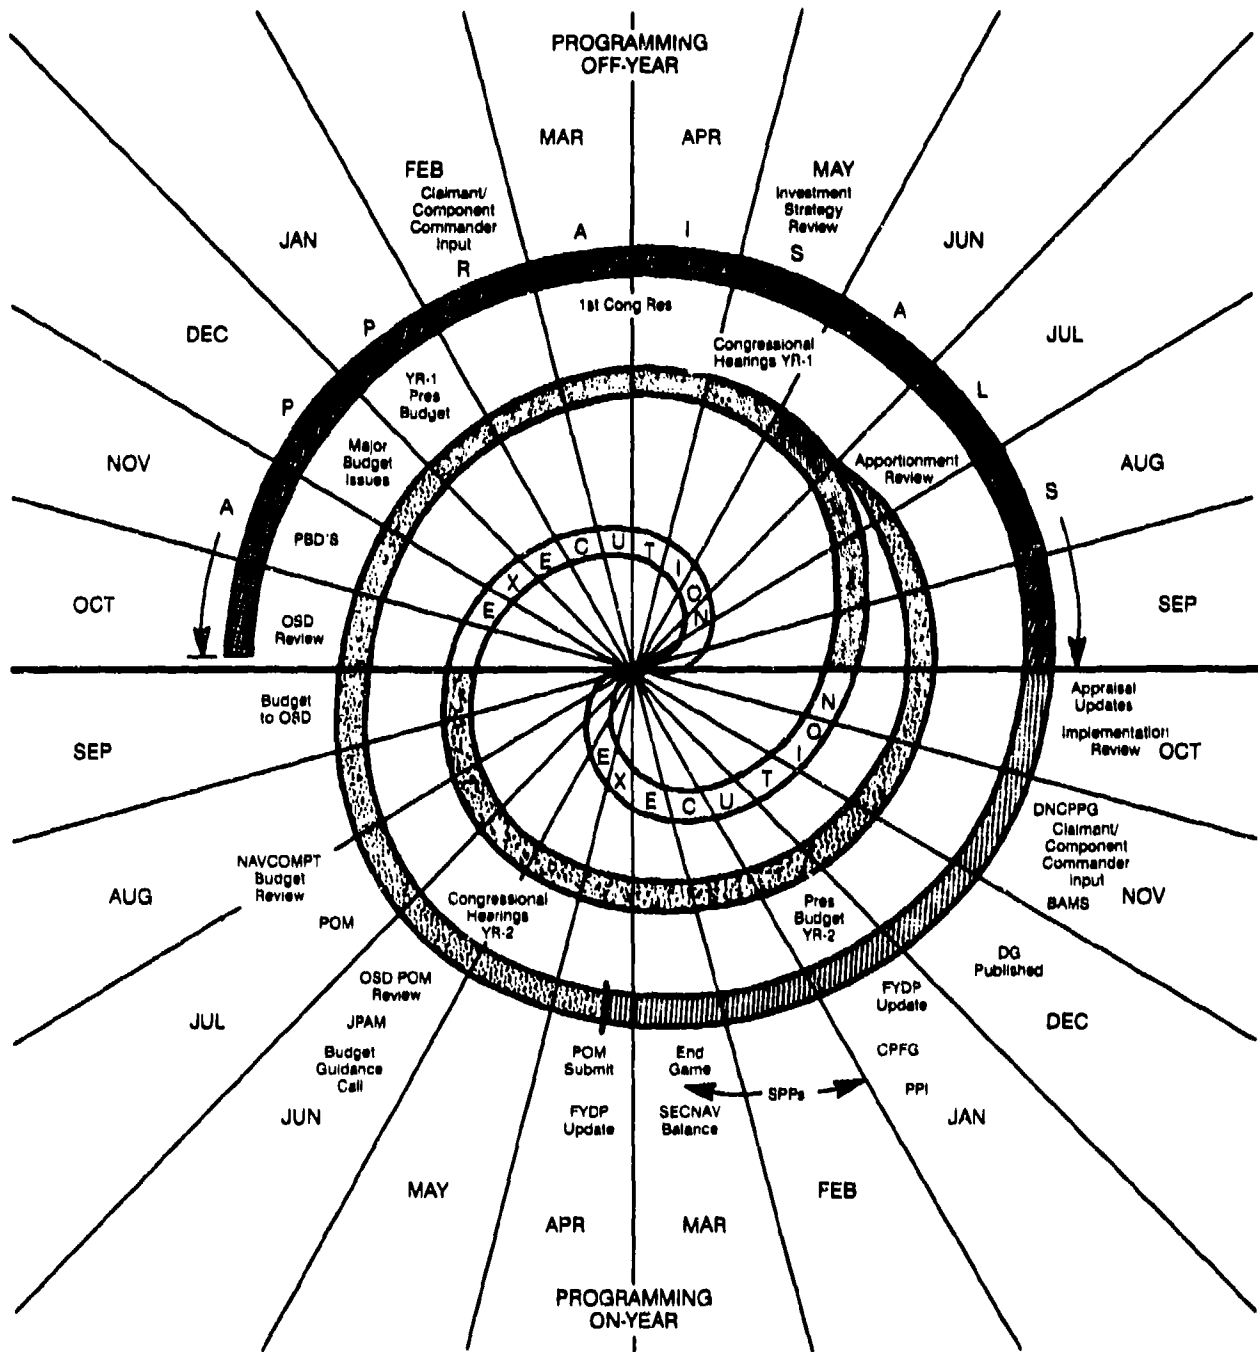 PROGRAMMING
OFF-YEAR
MAR
APR
FEB
Claimant/
Component
Commander
Input
MAY
Investment
Strategy
Review
JAN
JUN
DEC
JUL
NOV
AUG
OCT
SEP
APPRAISALS
1st Cong Res
Congressional
Hearings YR-1
YR-1
Pres
Budget
Major
Budget
Issues
Apportionment
Review
PBD'S
OSD
Review
EXECUTION
Budget
to OSD
SEP
Appraisal
Updates
Implementation
Review
OCT
EXECUTION
DNCPPG
Claimant/
Component
Commander
Input
BAMS
NOV
NAVCOMPT
Budget
Review
AUG
POM
Congressional
Hearings
YR-2
Pres
Budget
YR-2
DG
Published
OSD POM
Review
JPAM
Budget
Guidance
Call
JUL
FYDP
Update
DEC
CPFG
PPI
POM
Submit
End
Game
SPPs
FYDP
Update
SECNAV
Balance
JUN
JAN
MAY
FEB
APR
MAR
PROGRAMMING
ON-YEAR